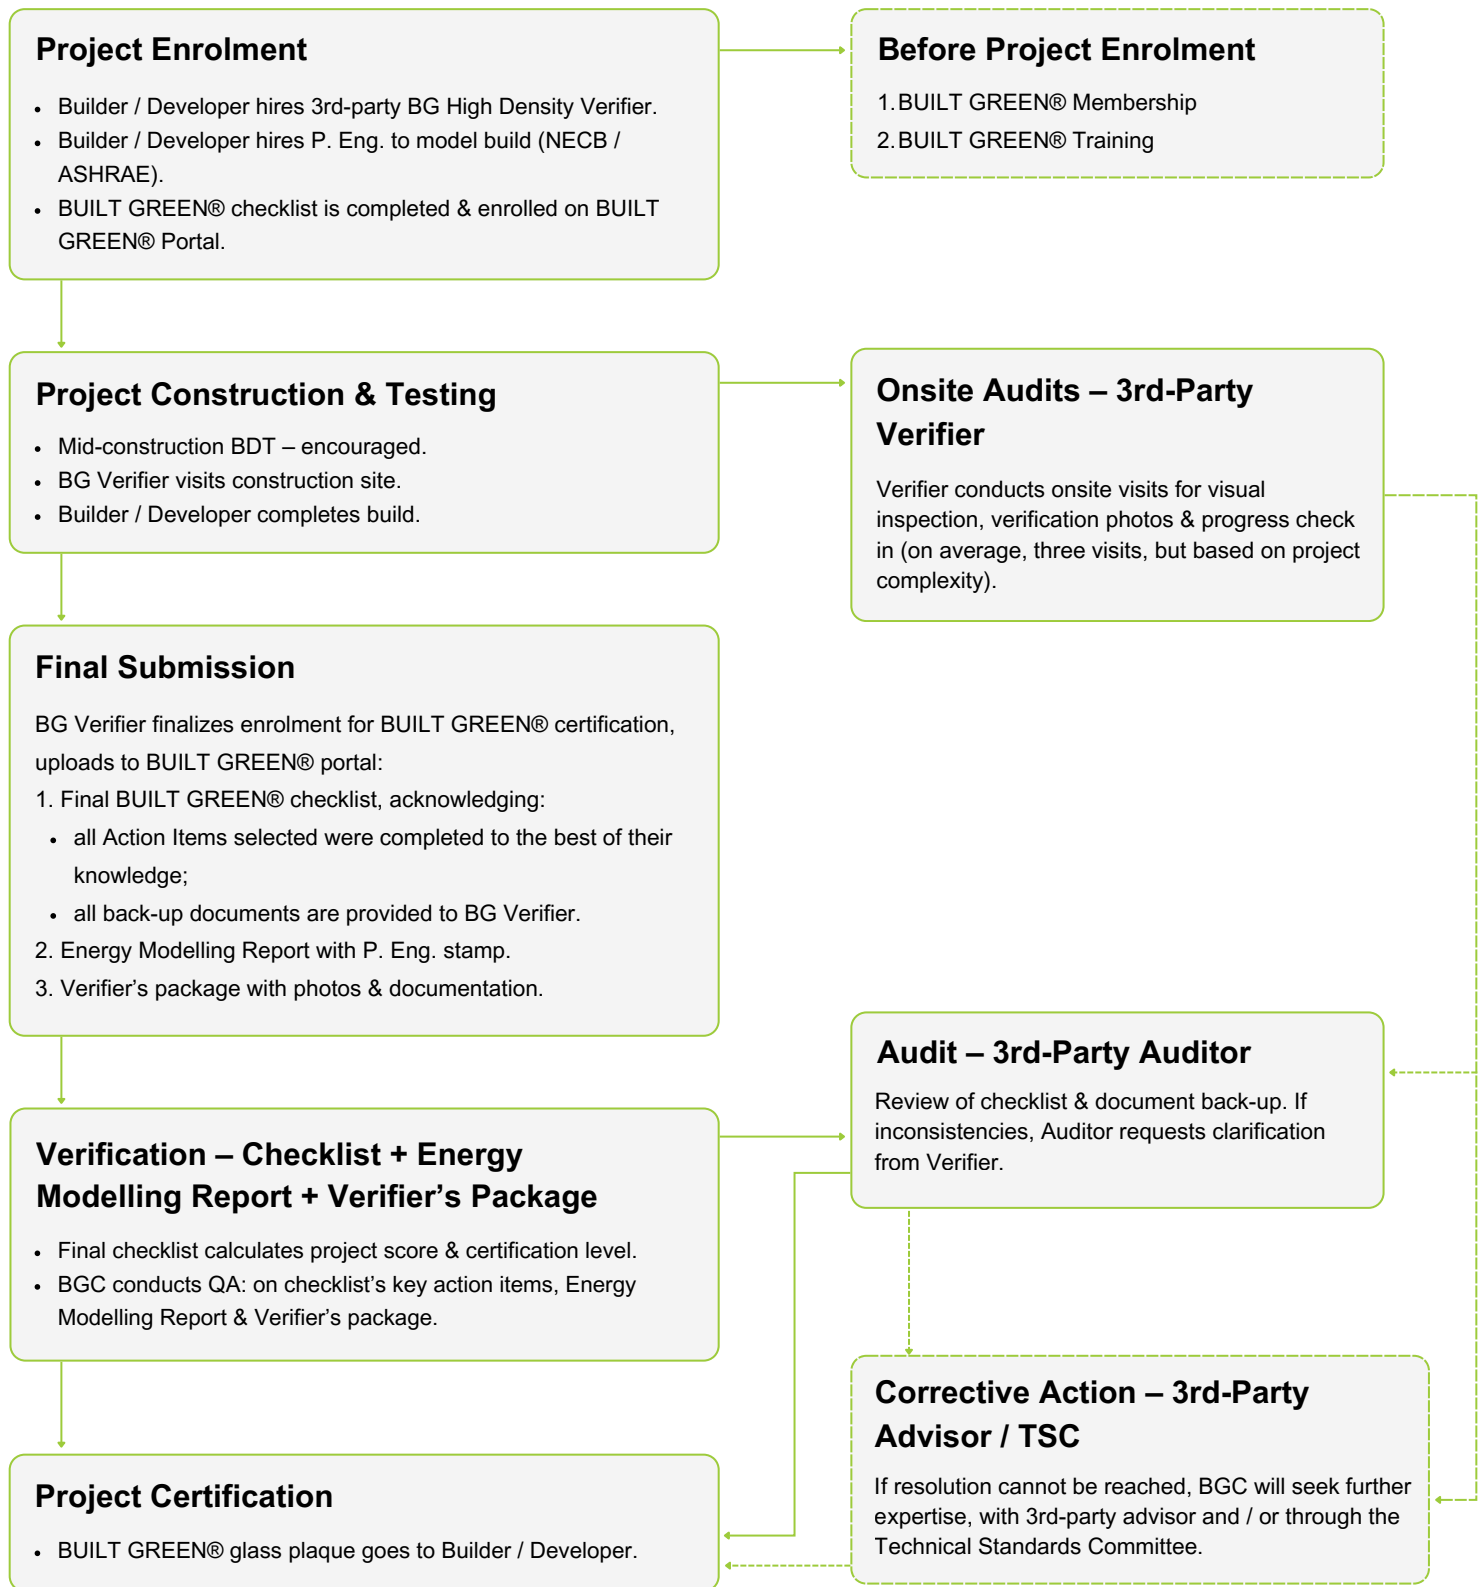 Project Enrolment
• Builder / Developer hires 3rd-party BG High Density Verifier.
• Builder / Developer hires P. Eng. to model build (NECB /
ASHRAE).
• BUILT GREEN® checklist is completed & enrolled on BUILT
GREEN® Portal.
Before Project Enrolment
1. BUILT GREEN® Membership
2. BUILT GREEN® Training
Project Construction & Testing
• Mid-construction BDT – encouraged.
• BG Verifier visits construction site.
• Builder / Developer completes build.
Onsite Audits – 3rd-Party
Verifier
Verifier conducts onsite visits for visual
inspection, verification photos & progress check
in (on average, three visits, but based on project
complexity).
Final Submission
BG Verifier finalizes enrolment for BUILT GREEN® certification,
uploads to BUILT GREEN® portal:
1. Final BUILT GREEN® checklist, acknowledging:
• all Action Items selected were completed to the best of their
knowledge;
• all back-up documents are provided to BG Verifier.
2. Energy Modelling Report with P. Eng. stamp.
3. Verifier’s package with photos & documentation.
Audit – 3rd-Party Auditor
Review of checklist & document back-up. If
inconsistencies, Auditor requests clarification
from Verifier.
Verification – Checklist + Energy
Modelling Report + Verifier’s Package
• Final checklist calculates project score & certification level.
• BGC conducts QA: on checklist’s key action items, Energy
Modelling Report & Verifier’s package.
Corrective Action – 3rd-Party
Advisor / TSC
If resolution cannot be reached, BGC will seek further
expertise, with 3rd-party advisor and / or through the
Technical Standards Committee.
Project Certification
• BUILT GREEN® glass plaque goes to Builder / Developer.